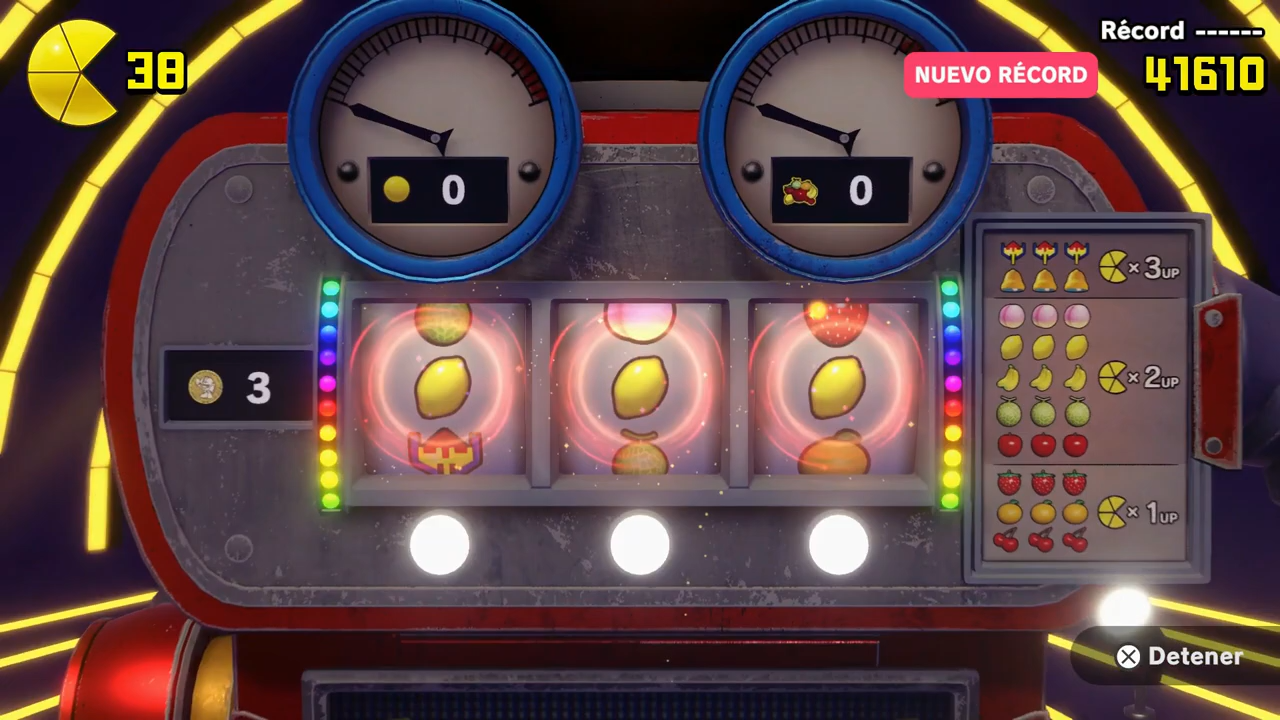 38
Récord ------
NUEVO RÉCORD
41610
0
0
3
× 3UP
× 2UP
× 1UP
Detener